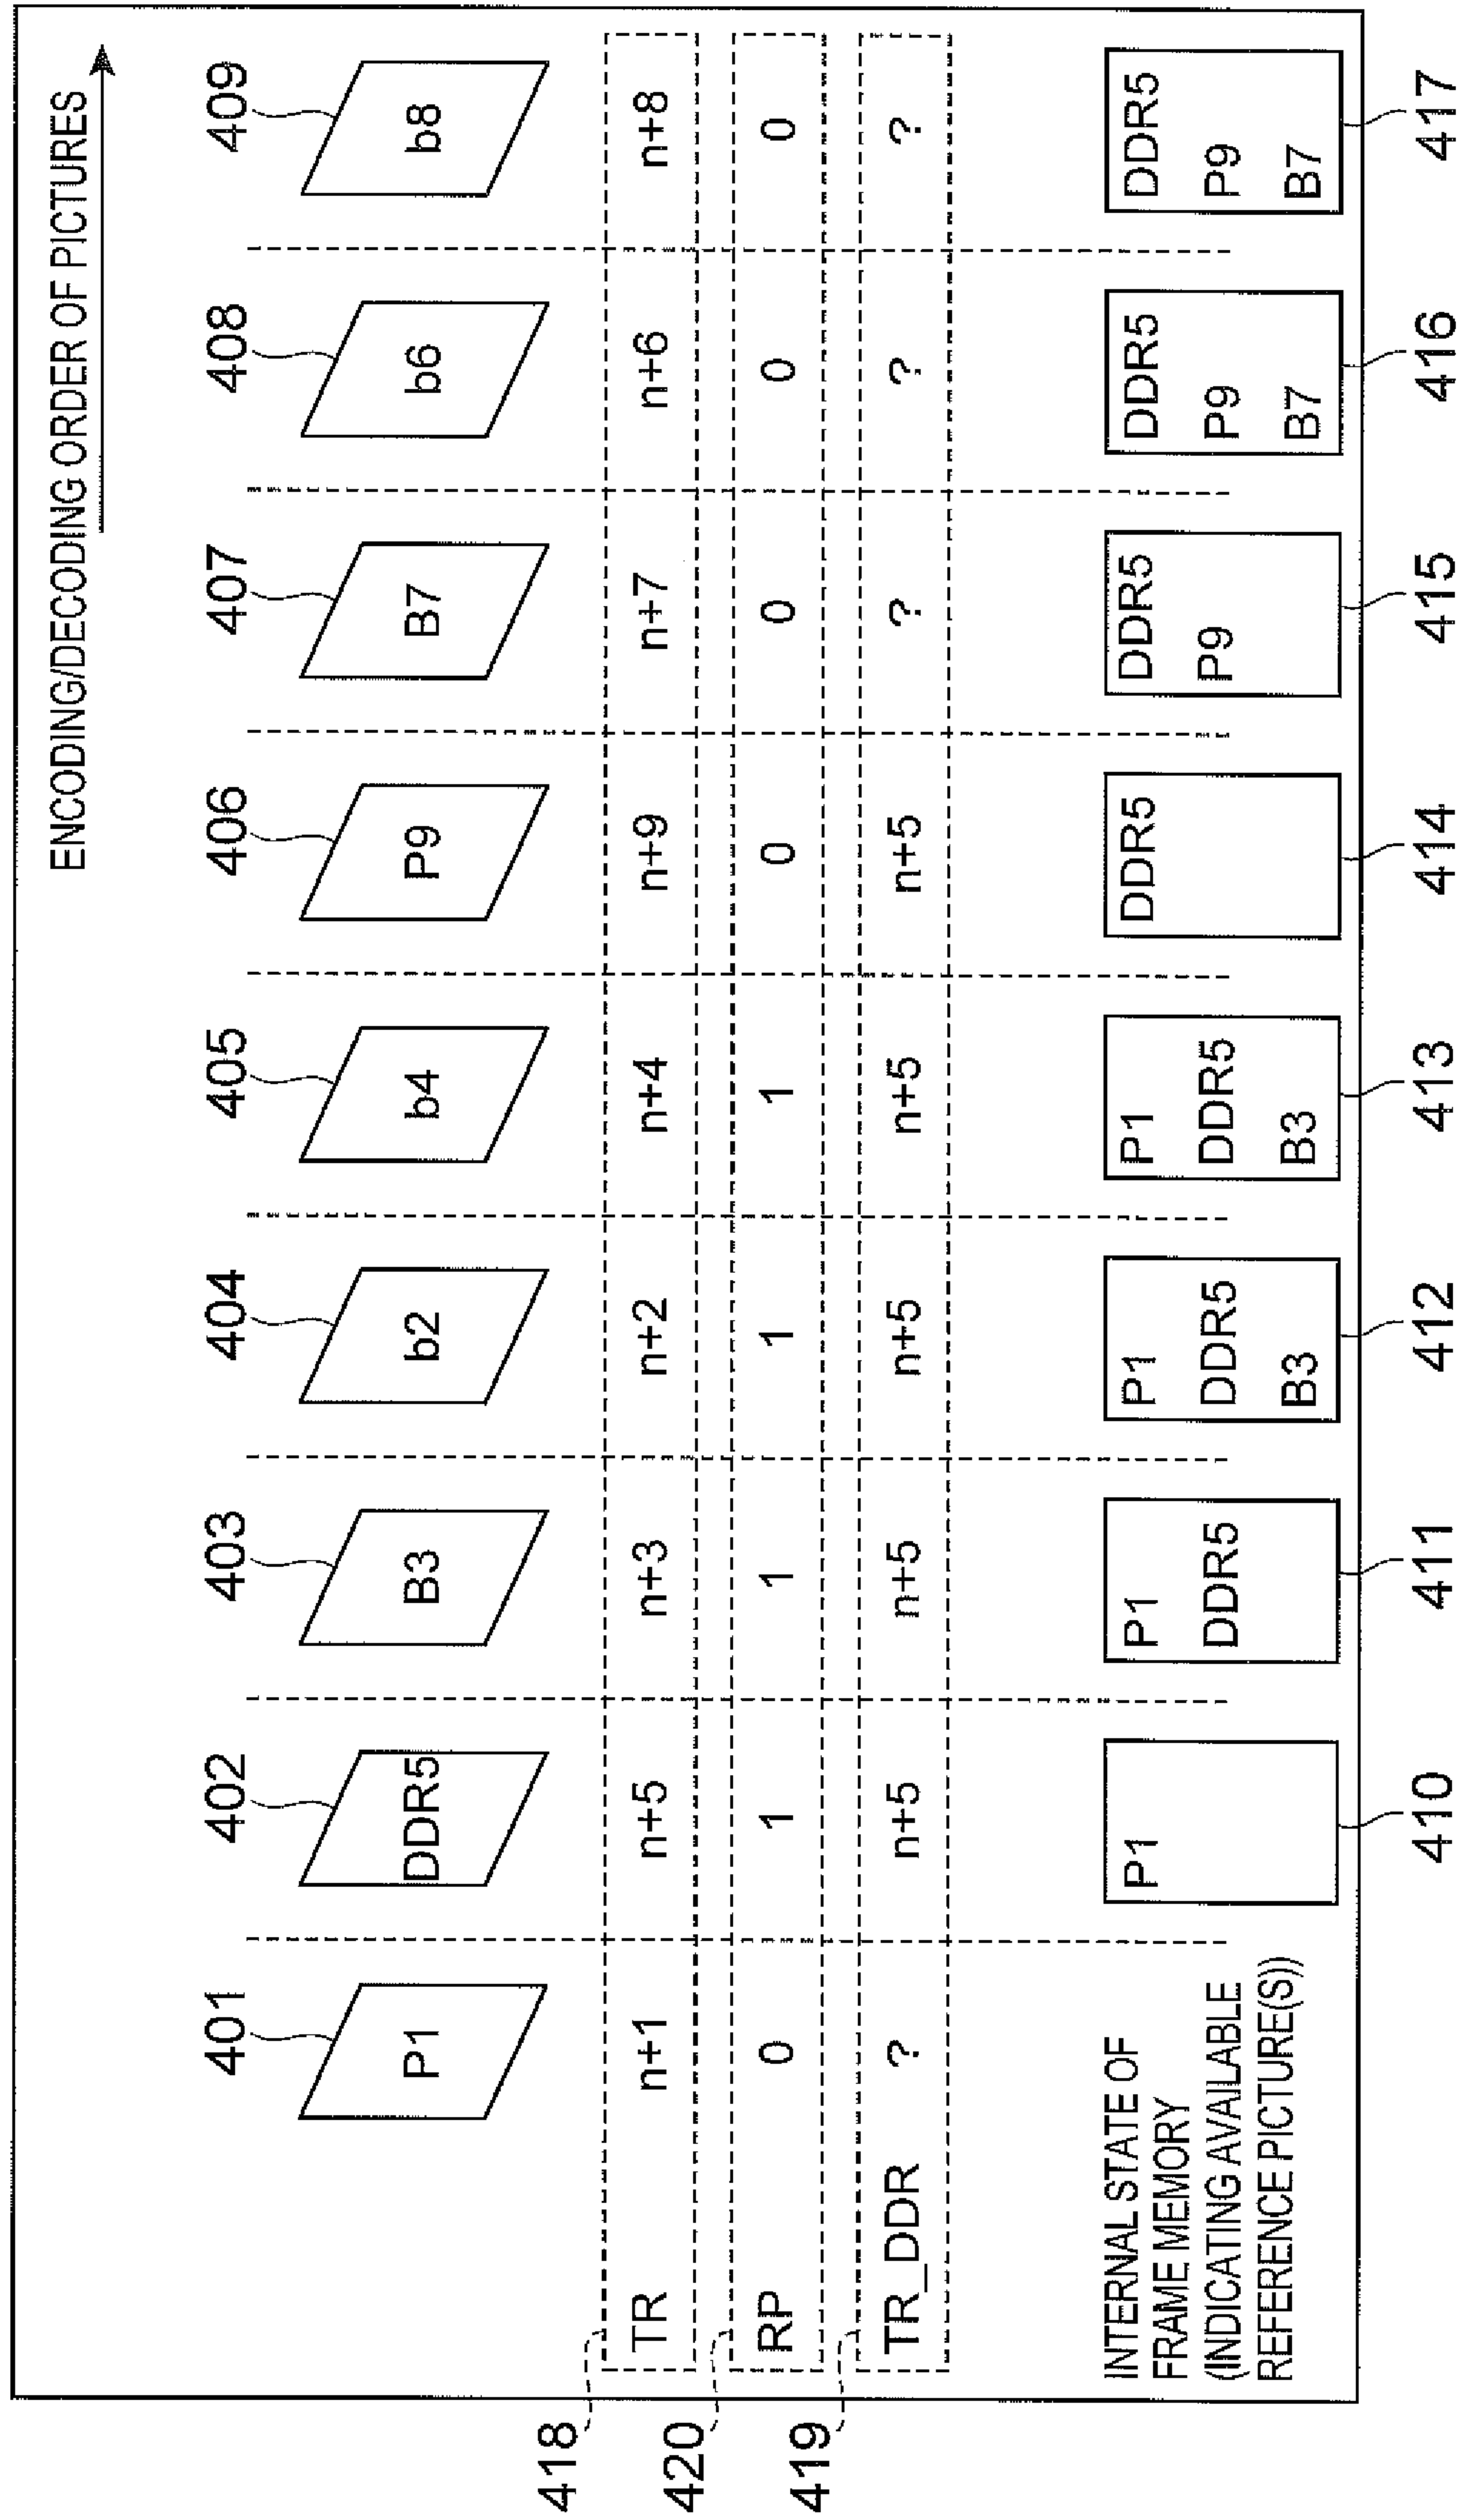 ENCODING/DECODING ORDER OF PICTURES
401 402 403 404 405 406 407 408 409
P1 DDR5 B3 b2 b4 P9 B7 b6 b8
418 TR n+1 n+5 n+3 n+2 n+4 n+9 n+7 n+6 n+8
420 RP 0 1 1 1 1 0 0 0 0
419 TR_DDR ? n+5 n+5 n+5 n+5 n+5 ? ? ?
INTERNAL STATE OF
FRAME MEMORY
(INDICATING AVAILABLE
REFERENCE PICTURE(S))
P1
P1
DDR5
P1
DDR5
B3
P1
DDR5
B3
DDR5
DDR5
P9
DDR5
P9
B7
DDR5
P9
B7
410 411 412 413 414 415 416 417